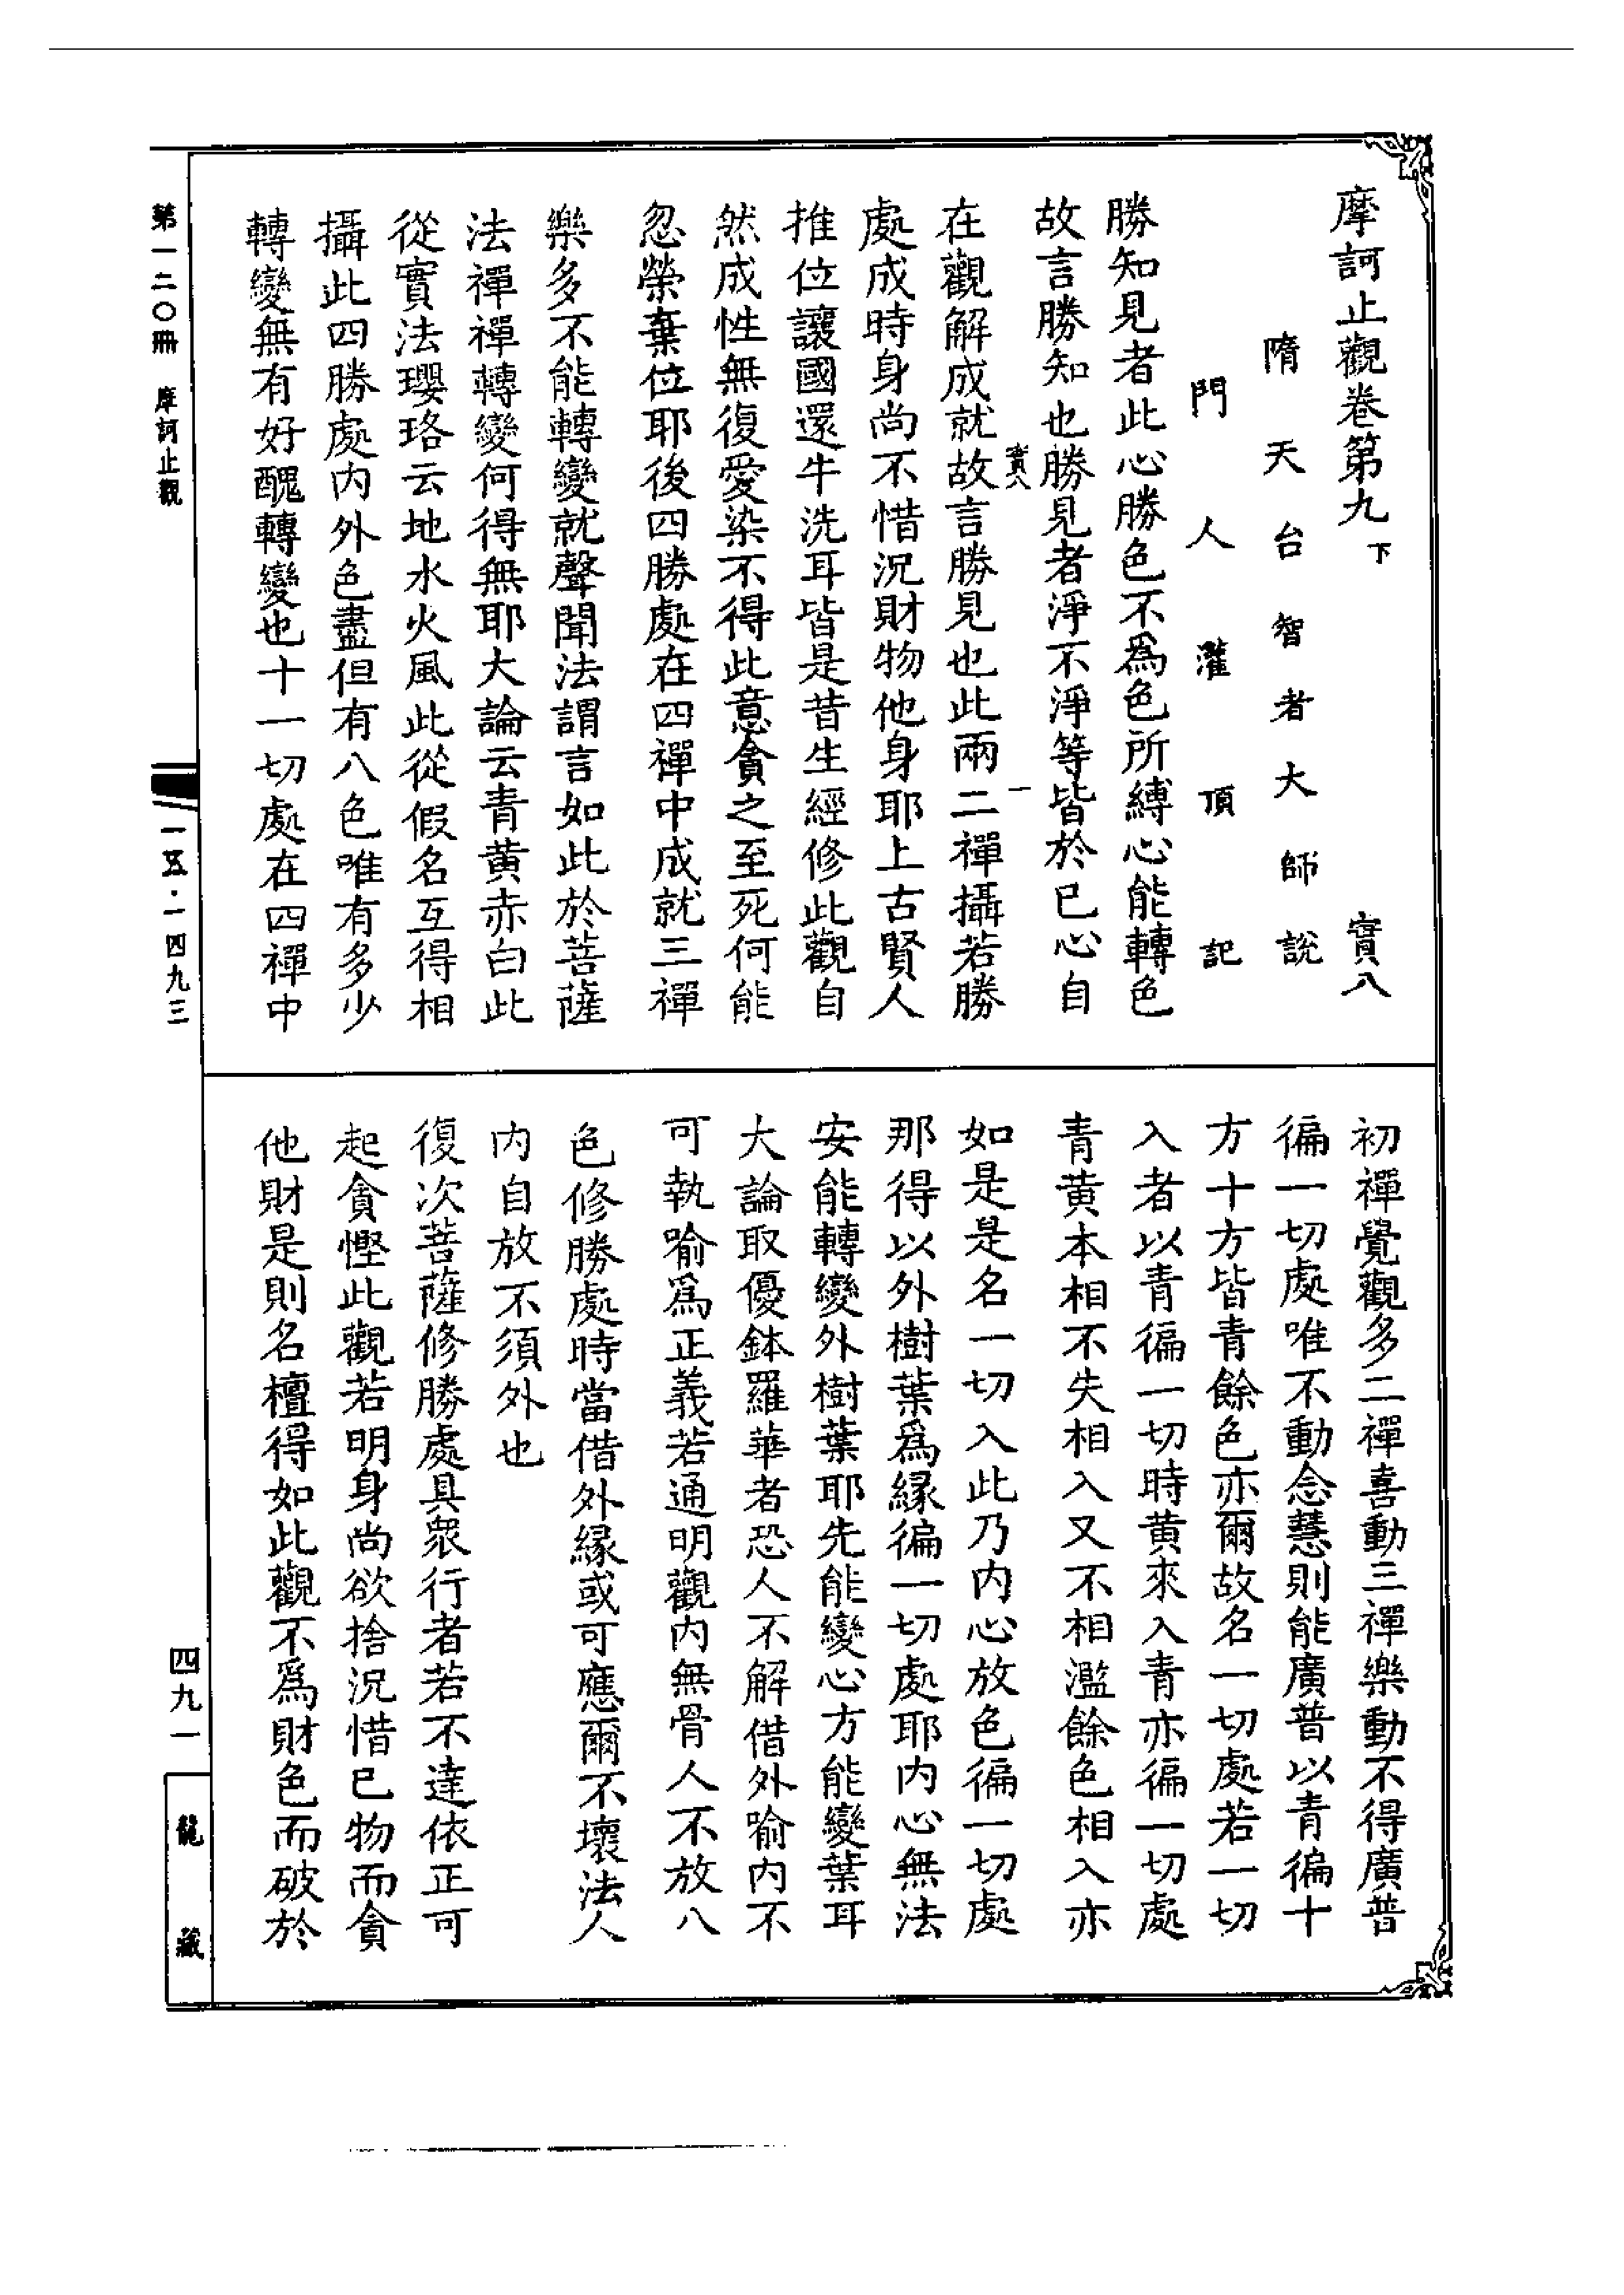 摩訶止觀卷第九下 實八
隋天台智者大師說
門人灌頂記
勝知見者此心勝色不爲色所縛心能轉色
故言勝知也勝見者淨不淨等皆於已心自
實八 一
在觀解成就故言勝見也此兩二禪攝若勝
處成時身尚不惜況財物他身耶上古賢人
推位讓國還牛洗耳皆是昔生經修此觀自
然成性無復愛染不得此意貪之至死何能
忽榮棄位耶後四勝處在四禪中成就三禪
樂多不能轉變就聲聞法謂言如此於菩薩
法禪禪轉變何得無耶大論云青黃赤白此
從實法瓔珞云地水火風此從假名互得相
攝此四勝處內外色盡但有八色唯有多少
轉變無有好醜轉變也十一切處在四禪中
初禪覺觀多二禪喜動三禪樂動不得廣普
徧一切處唯不動念慧則能廣普以青徧十
方十方皆青餘色亦爾故名一切處若一切
入者以青徧一切時黃來入青亦徧一切處
青黃本相不失相入又不相濫餘色相入亦
如是是名一切入此乃內心放色徧一切處
那得以外樹葉爲緣徧一切處耶內心無法
安能轉變外樹葉耶先能變心方能變葉耳
大論取優鉢羅華者恐人不解借外喻內不
可執喻爲正義若通明觀內無骨人不放八
色修勝處時當借外緣或可應爾不壞法人
內自放不須外也
復次菩薩修勝處具衆行者若不達依正可
起貪慳此觀若明身尚欲捨況惜已物而貪
他財是則名檀得如此觀不爲財色而破於
第一二〇冊 摩訶止觀
一五·一四九三
四九一
龍藏